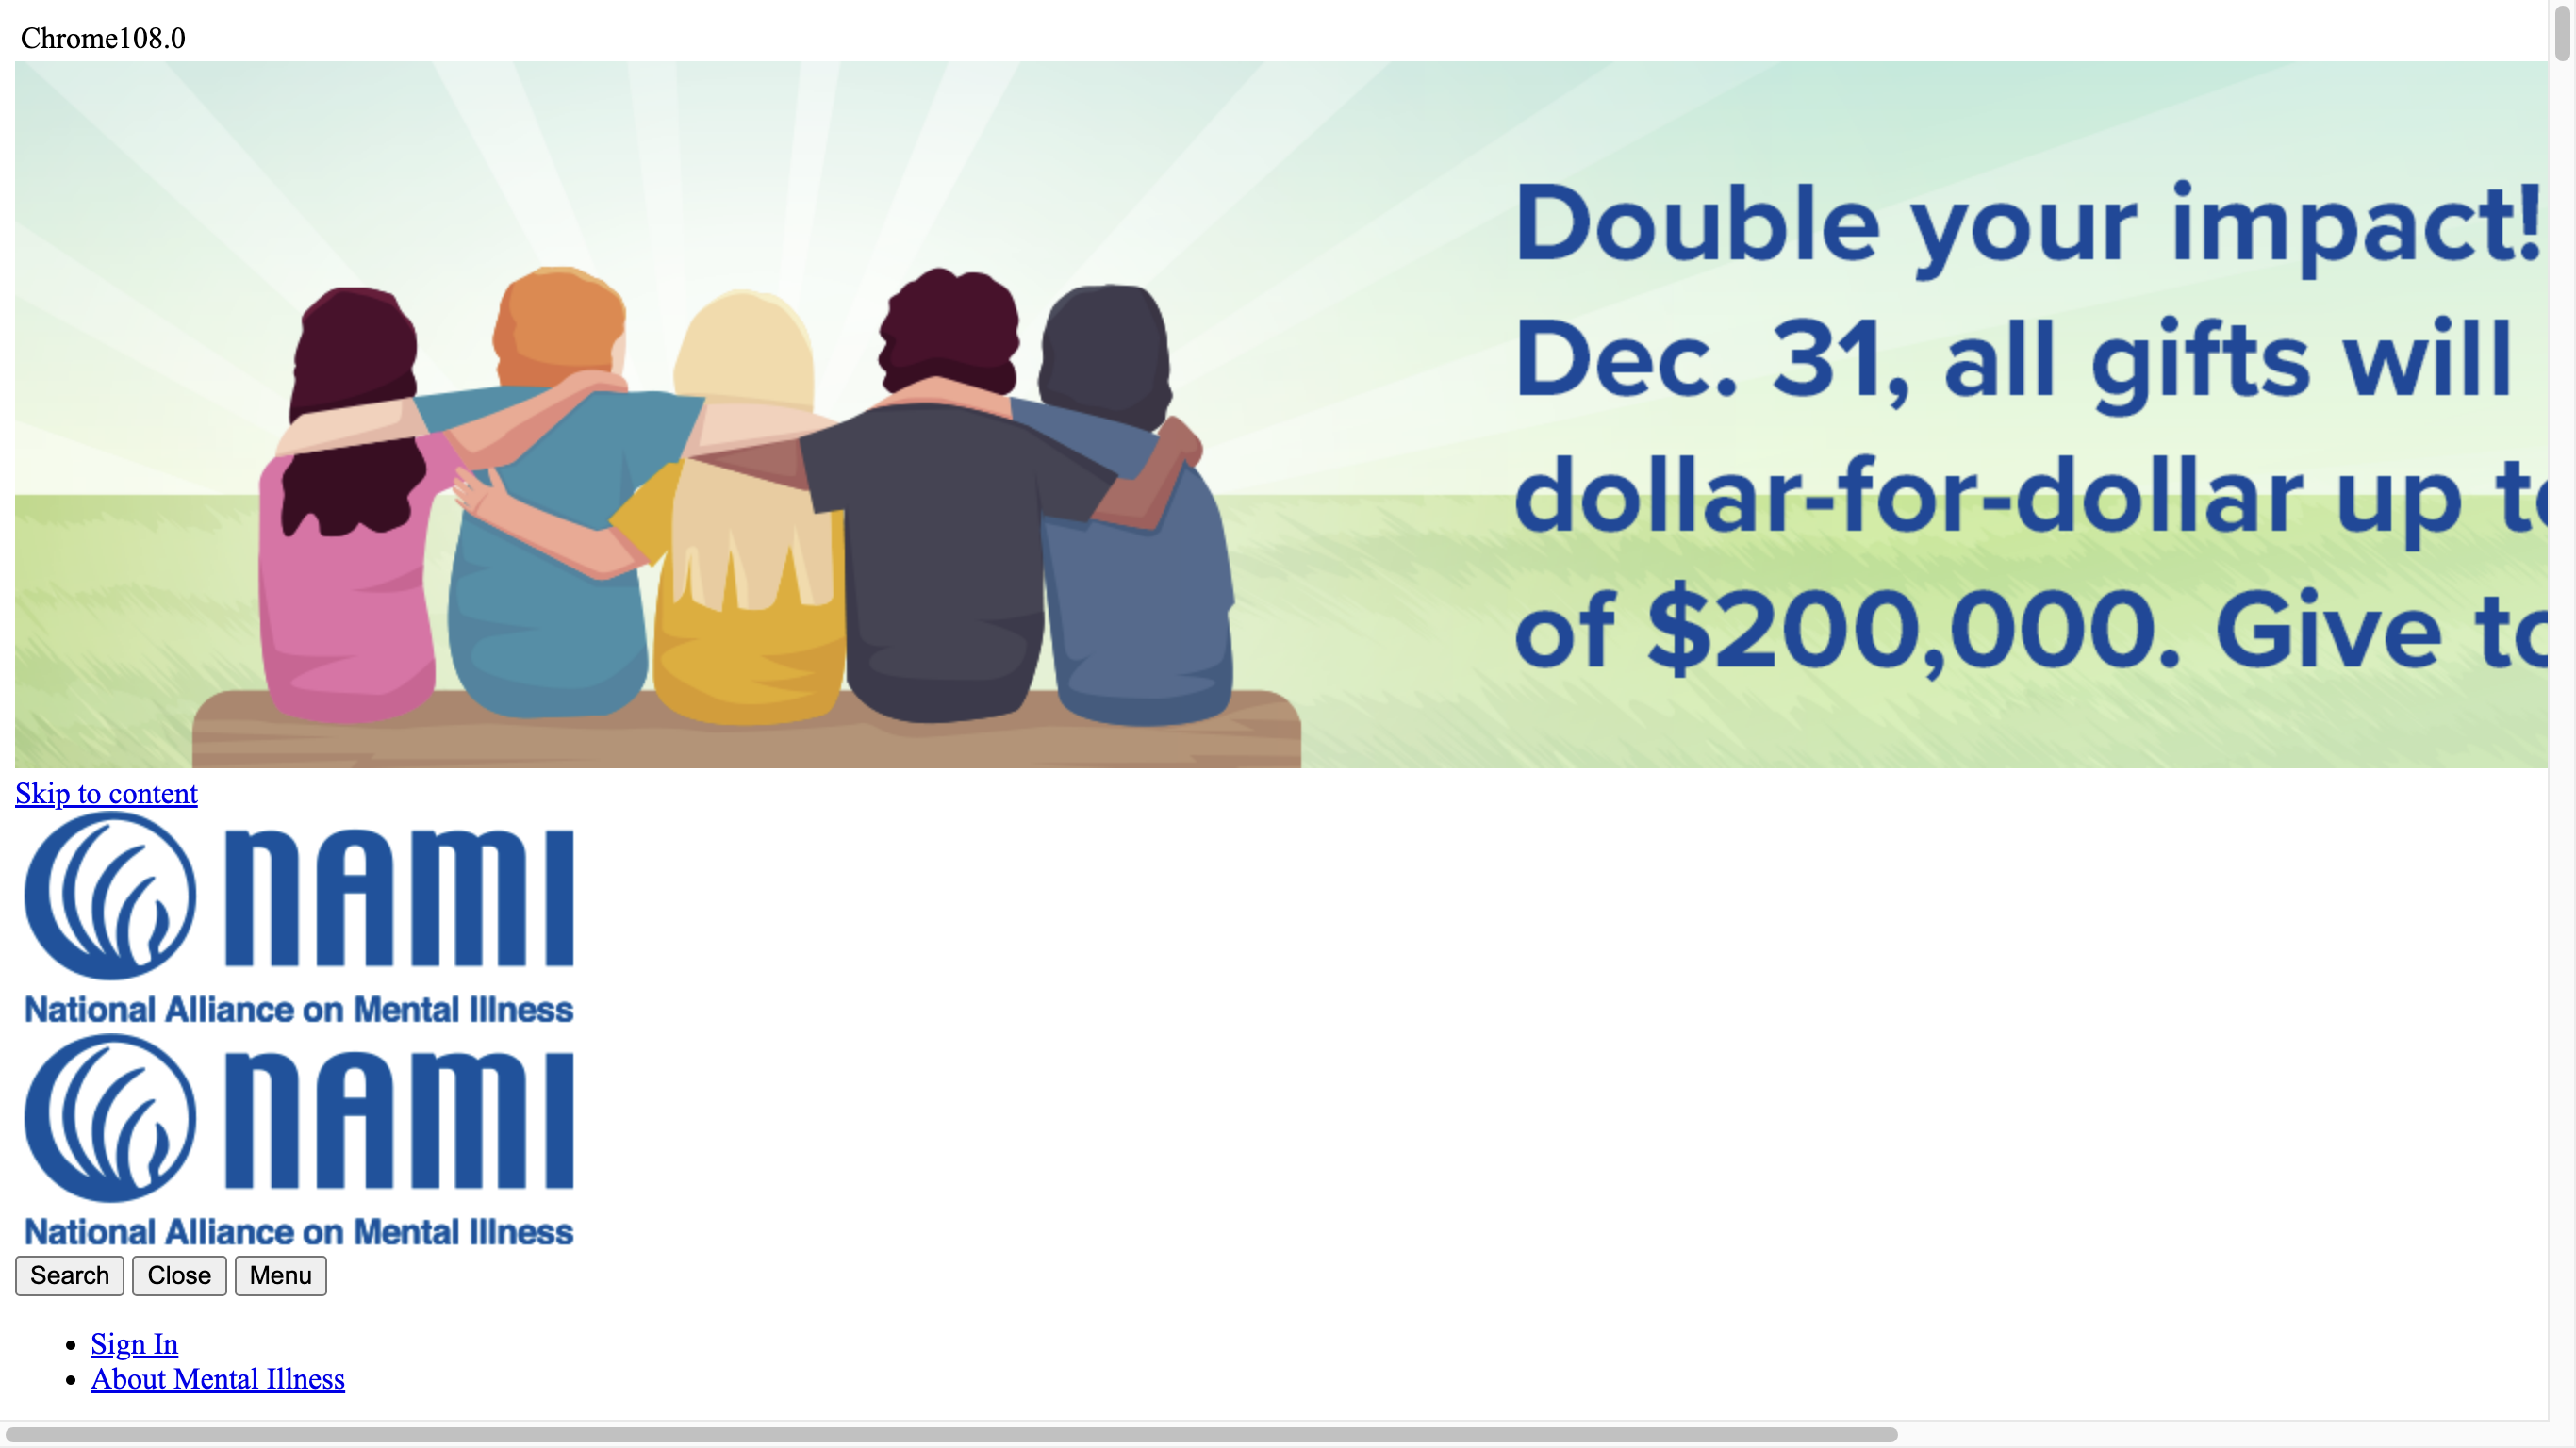 Chrome108.0
Double your impact!
Dec. 31, all gifts will
dollar-for-dollar up
of $200,000. Give
Skip to content
NAMI
National Alliance on Mental Illness
NAMI
National Alliance on Mental Illness
Search Close Menu
Sign In
About Mental Illness